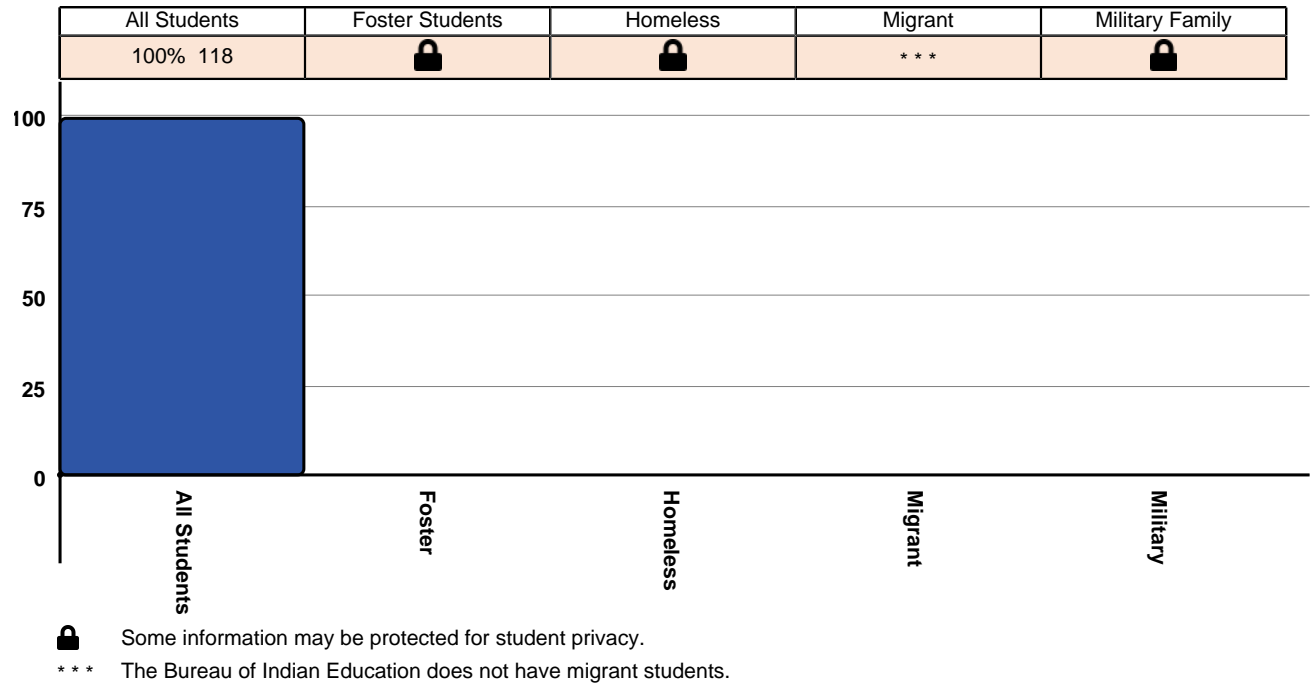 All Students Foster Students Homeless Migrant Military Family
100% 118 * * *
100
75
50
25
0
All Students Foster Homeless Migrant Military
Some information may be protected for student privacy.
* * * The Bureau of Indian Education does not have migrant students.